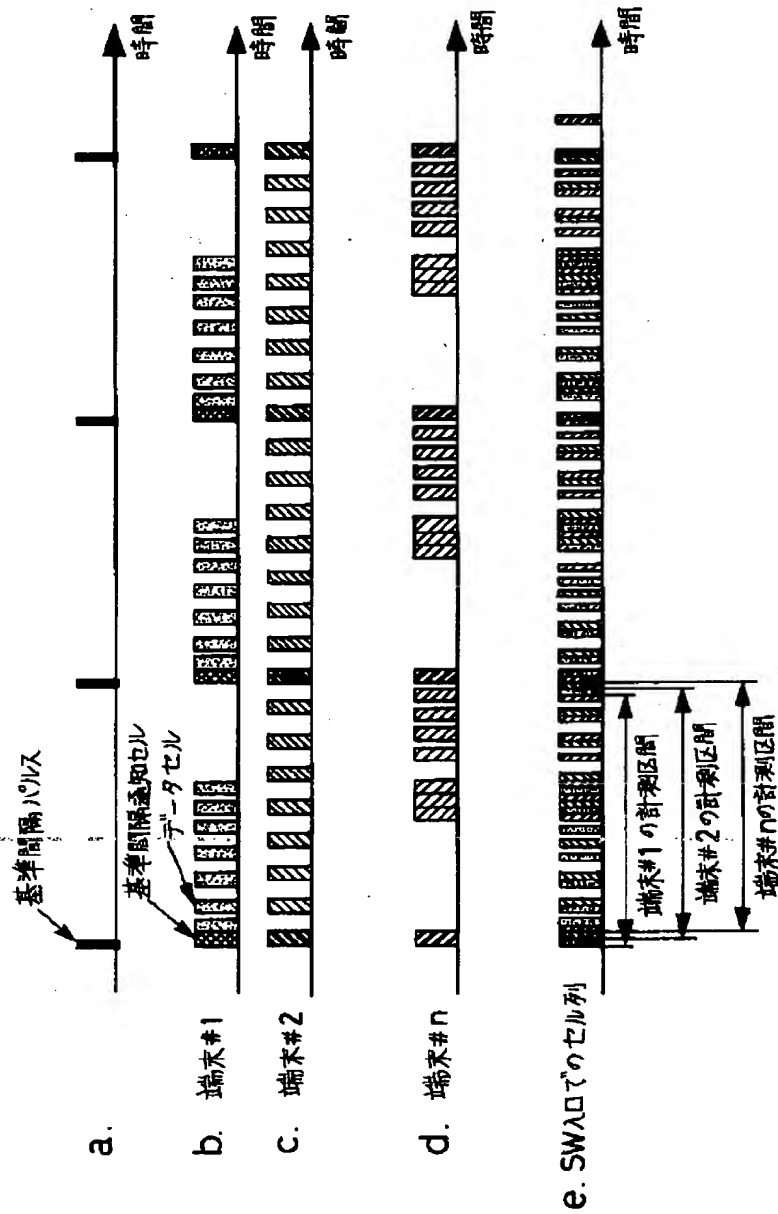 a.
基準間隔パルス
時間
b. 端末#1
基準間隔通知セル
データセル
時間
c. 端末#2
時間
d. 端末#n
時間
e. SW入口でのセル列
時間
端末#1の計測区間
端末#2の計測区間
端末#nの計測区間